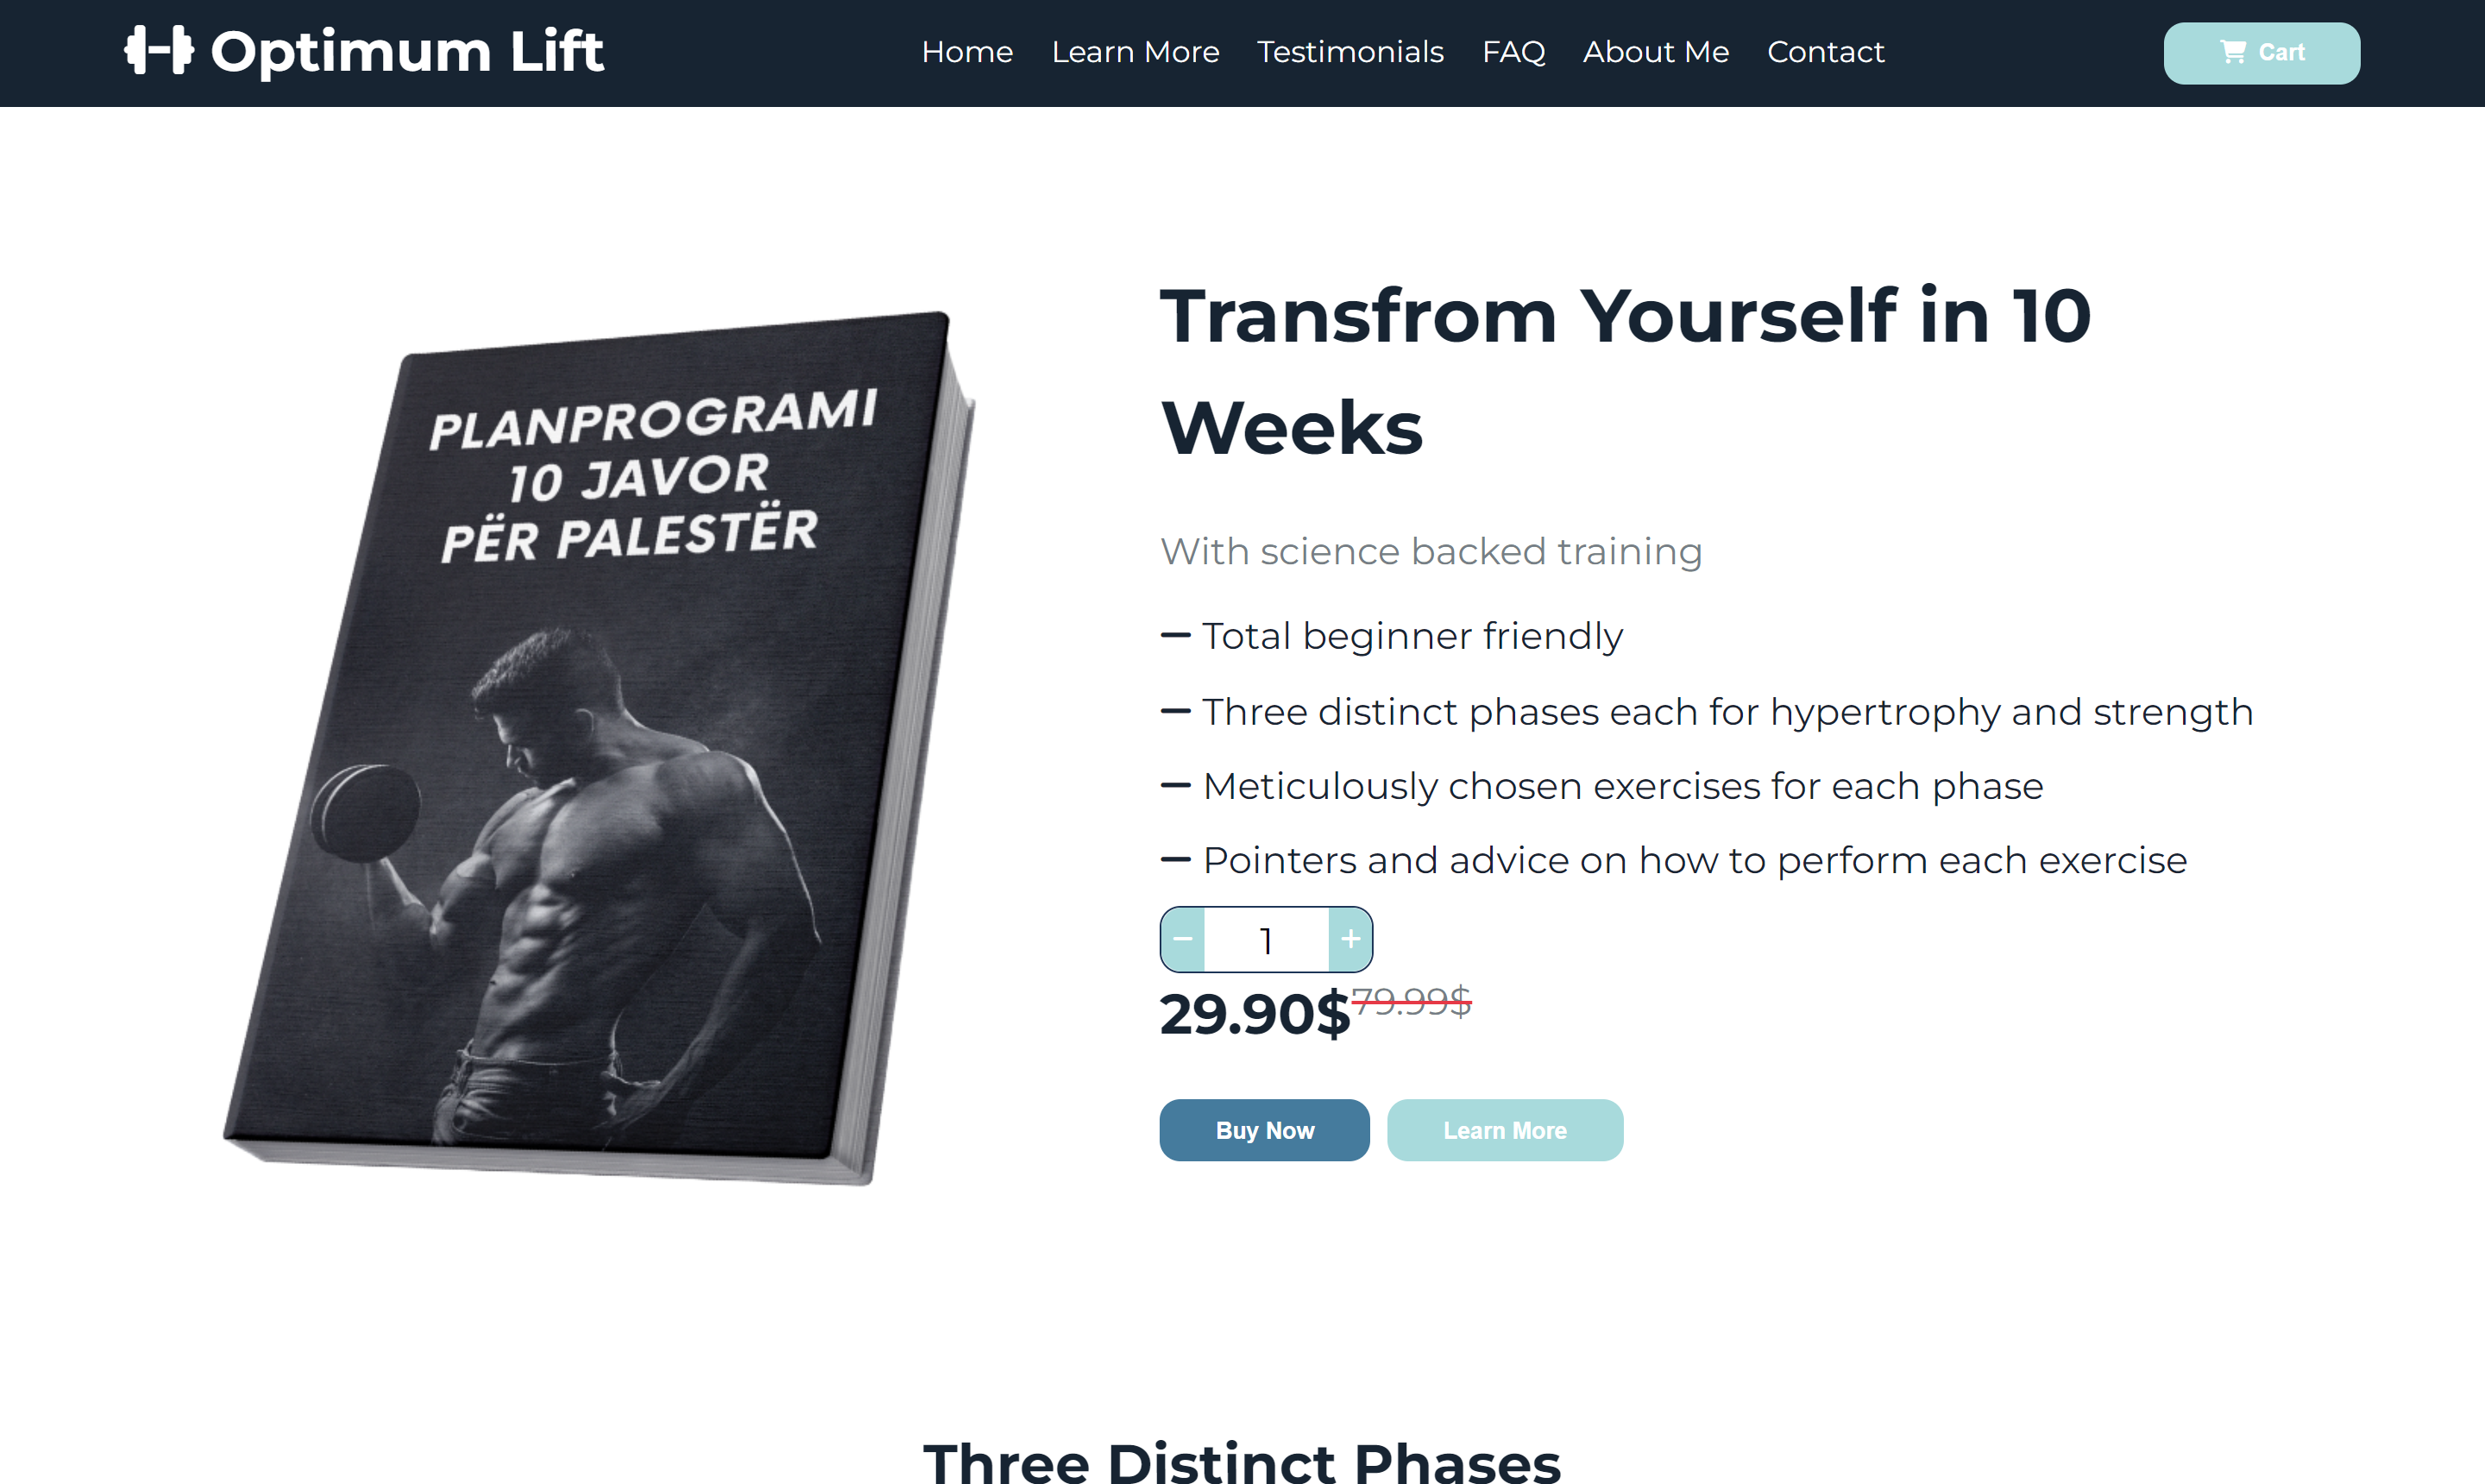 Optimum Lift
Home Learn More Testimonials FAQ About Me Contact
Cart
PLANPROGRAMI
10 JAVOR
PËR PALESTËR
Transfrom Yourself in 10
Weeks
With science backed training
Total beginner friendly
Three distinct phases each for hypertrophy and strength
Meticulously chosen exercises for each phase
Pointers and advice on how to perform each exercise
− 1 +
29.90$ 79.99$
Buy Now Learn More
Three Distinct Phases